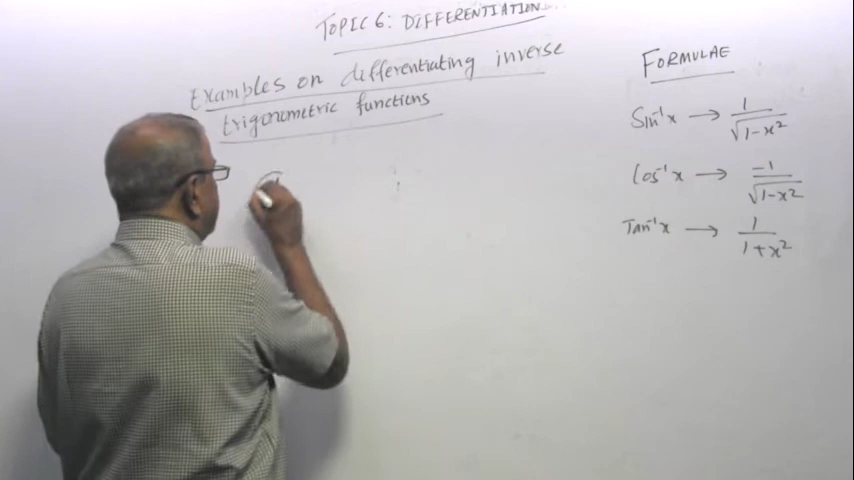 TOPIC 6: DIFFERENTIATION
Examples on differentiating inverse
trigonometric functions
FORMULAE
Sin⁻¹x → 1/√(1-x²)
Cos⁻¹x → -1/√(1-x²)
Tan⁻¹x → 1/(1+x²)